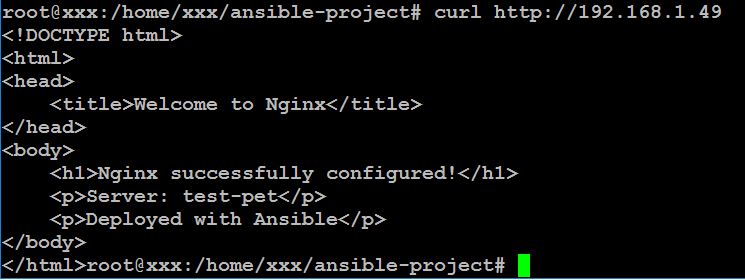 root@xxx:/home/xxx/ansible-project# curl http://192.168.1.49
<!DOCTYPE html>
<html>
<head>
    <title>Welcome to Nginx</title>
</head>
<body>
    <h1>Nginx successfully configured!</h1>
    <p>Server: test-pet</p>
    <p>Deployed with Ansible</p>
</body>
</html>root@xxx:/home/xxx/ansible-project#